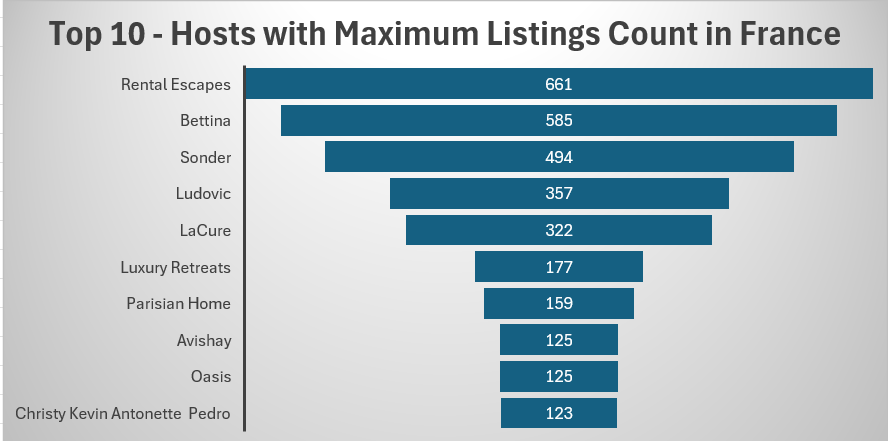 Top 10 - Hosts with Maximum Listings Count in France
Rental Escapes 661
Bettina 585
Sonder 494
Ludovic 357
LaCure 322
Luxury Retreats 177
Parisian Home 159
Avishay 125
Oasis 125
Christy Kevin Antonette  Pedro 123